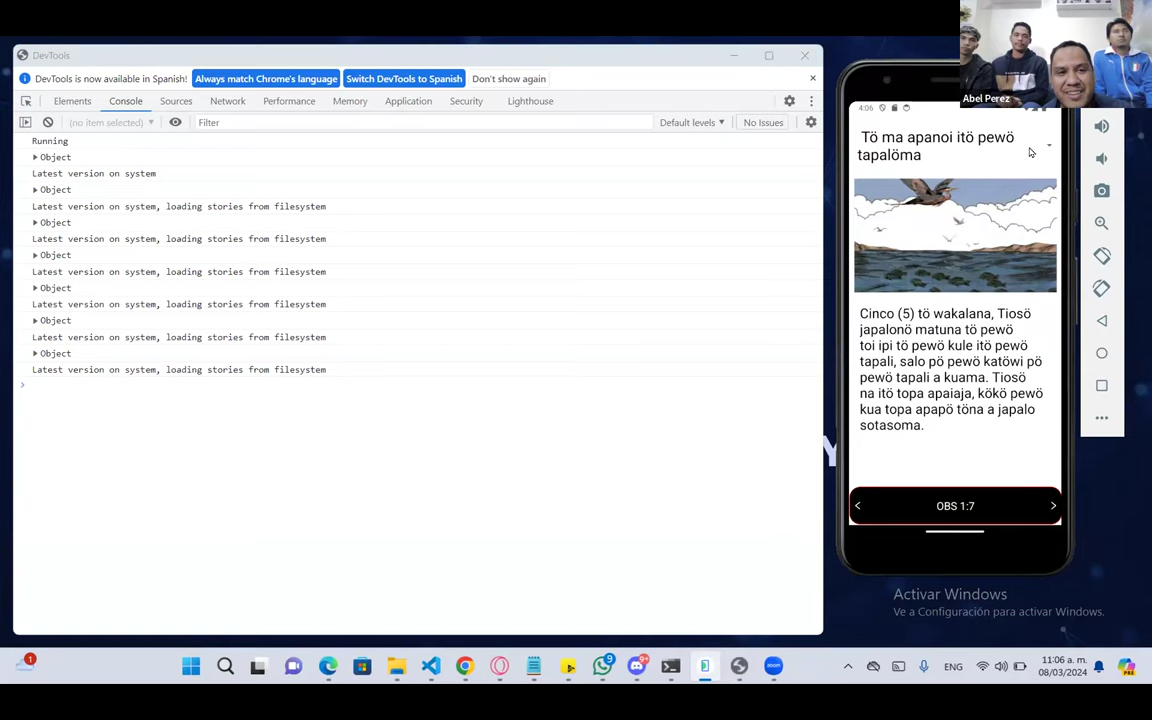 DevTools
DevTools is now available in Spanish!
Always match Chrome's language
Switch DevTools to Spanish
Don't show again
Elements
Console
Sources
Network
Performance
Memory
Application
Security
Lighthouse
(no item selected)
Filter
Default levels
No Issues
Running
Object
Latest version on system
Object
Latest version on system, loading stories from filesystem
Object
Latest version on system, loading stories from filesystem
Object
Latest version on system, loading stories from filesystem
Object
Latest version on system, loading stories from filesystem
Object
Latest version on system, loading stories from filesystem
Object
Latest version on system, loading stories from filesystem
Abel Perez
4:06
Tö ma apanoi itö pewö
tapalöma
Cinco (5) tö wakalana, Tiosö
japalonö matuna tö pewö
toi ipi tö pewö kule itö pewö
tapali, salo pö pewö katöwi pö
pewö tapali a kuama. Tiosö
na itö topa apaiaja, kökö pewö
kua topa apapö töna a japalo
sotasoma.
OBS 1:7
Y
Activar Windows
Ve a Configuración para activar Windows.
1
9
9+
ENG
11:06 a. m.
08/03/2024
PRE